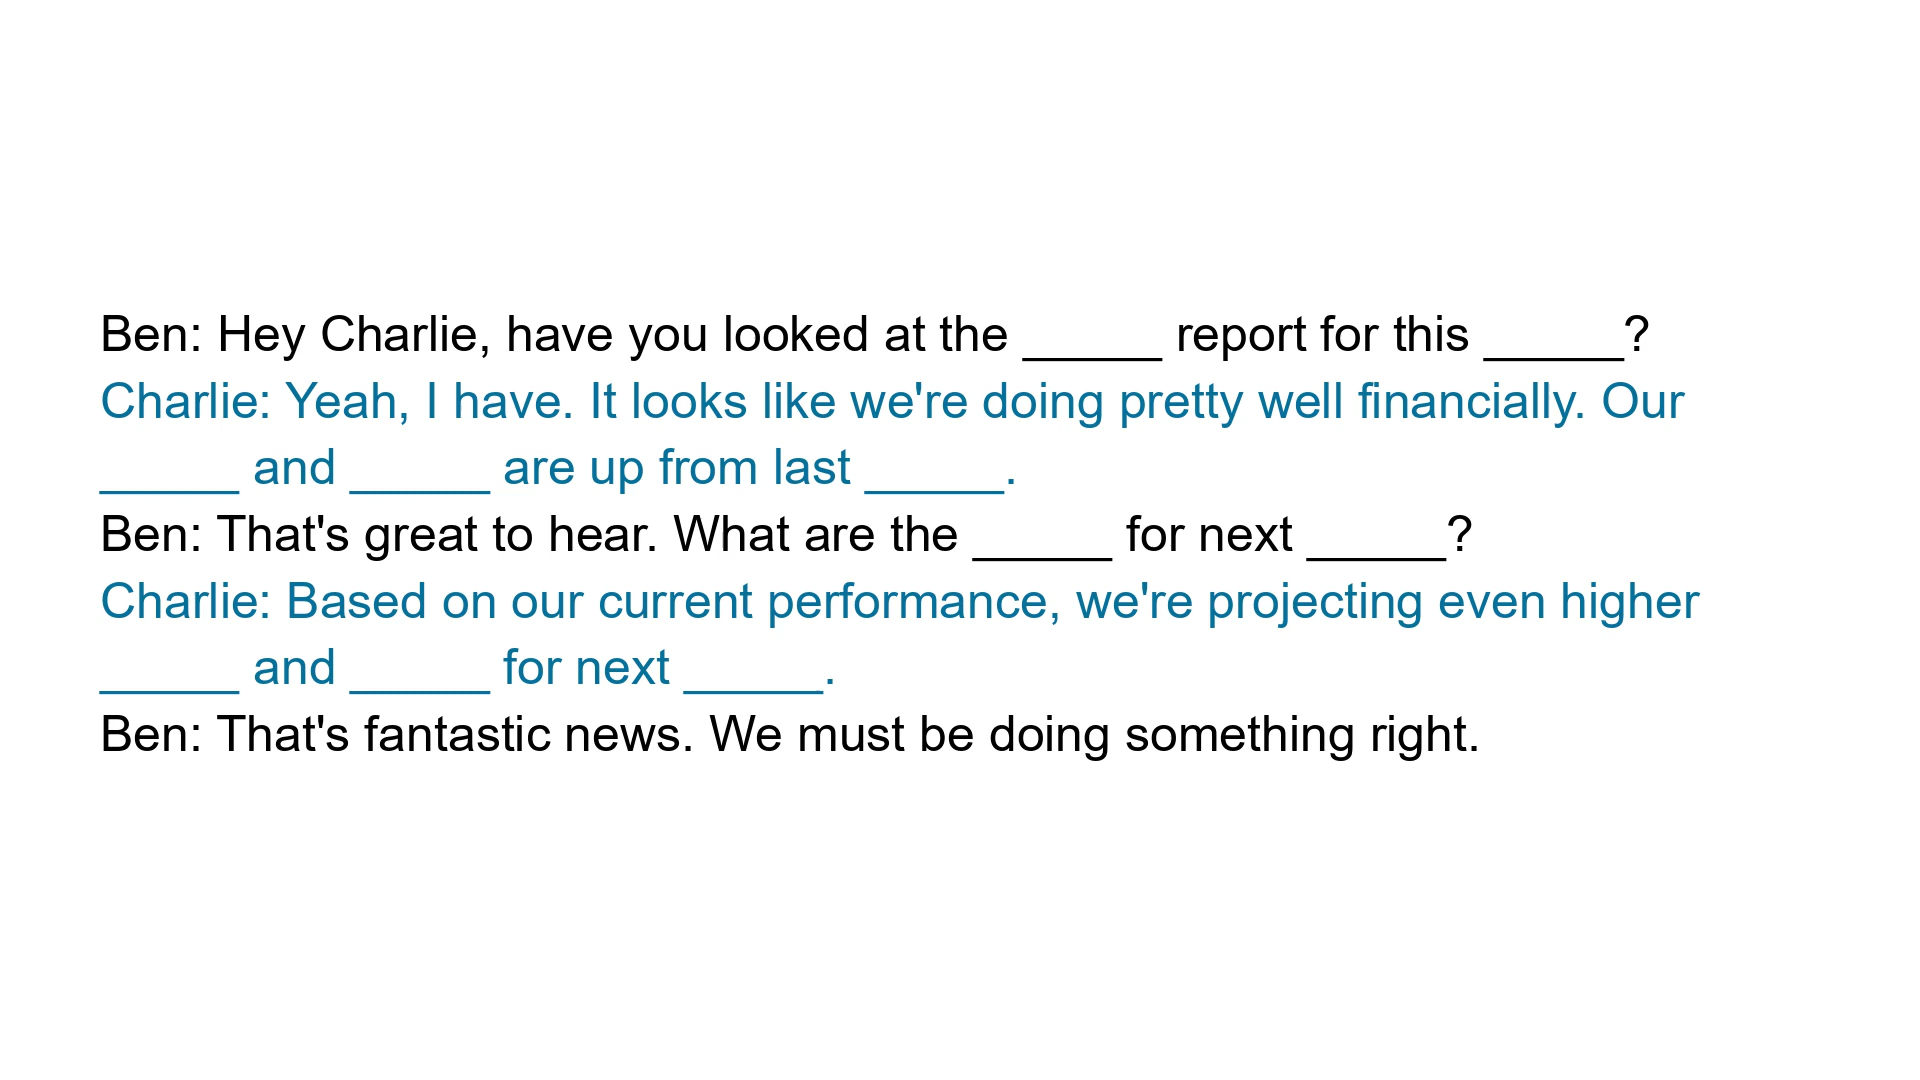 Ben: Hey Charlie, have you looked at the _____ report for this _____?
Charlie: Yeah, I have. It looks like we're doing pretty well financially. Our
_____ and _____ are up from last _____.
Ben: That's great to hear. What are the _____ for next _____?
Charlie: Based on our current performance, we're projecting even higher
_____ and _____ for next _____.
Ben: That's fantastic news. We must be doing something right.